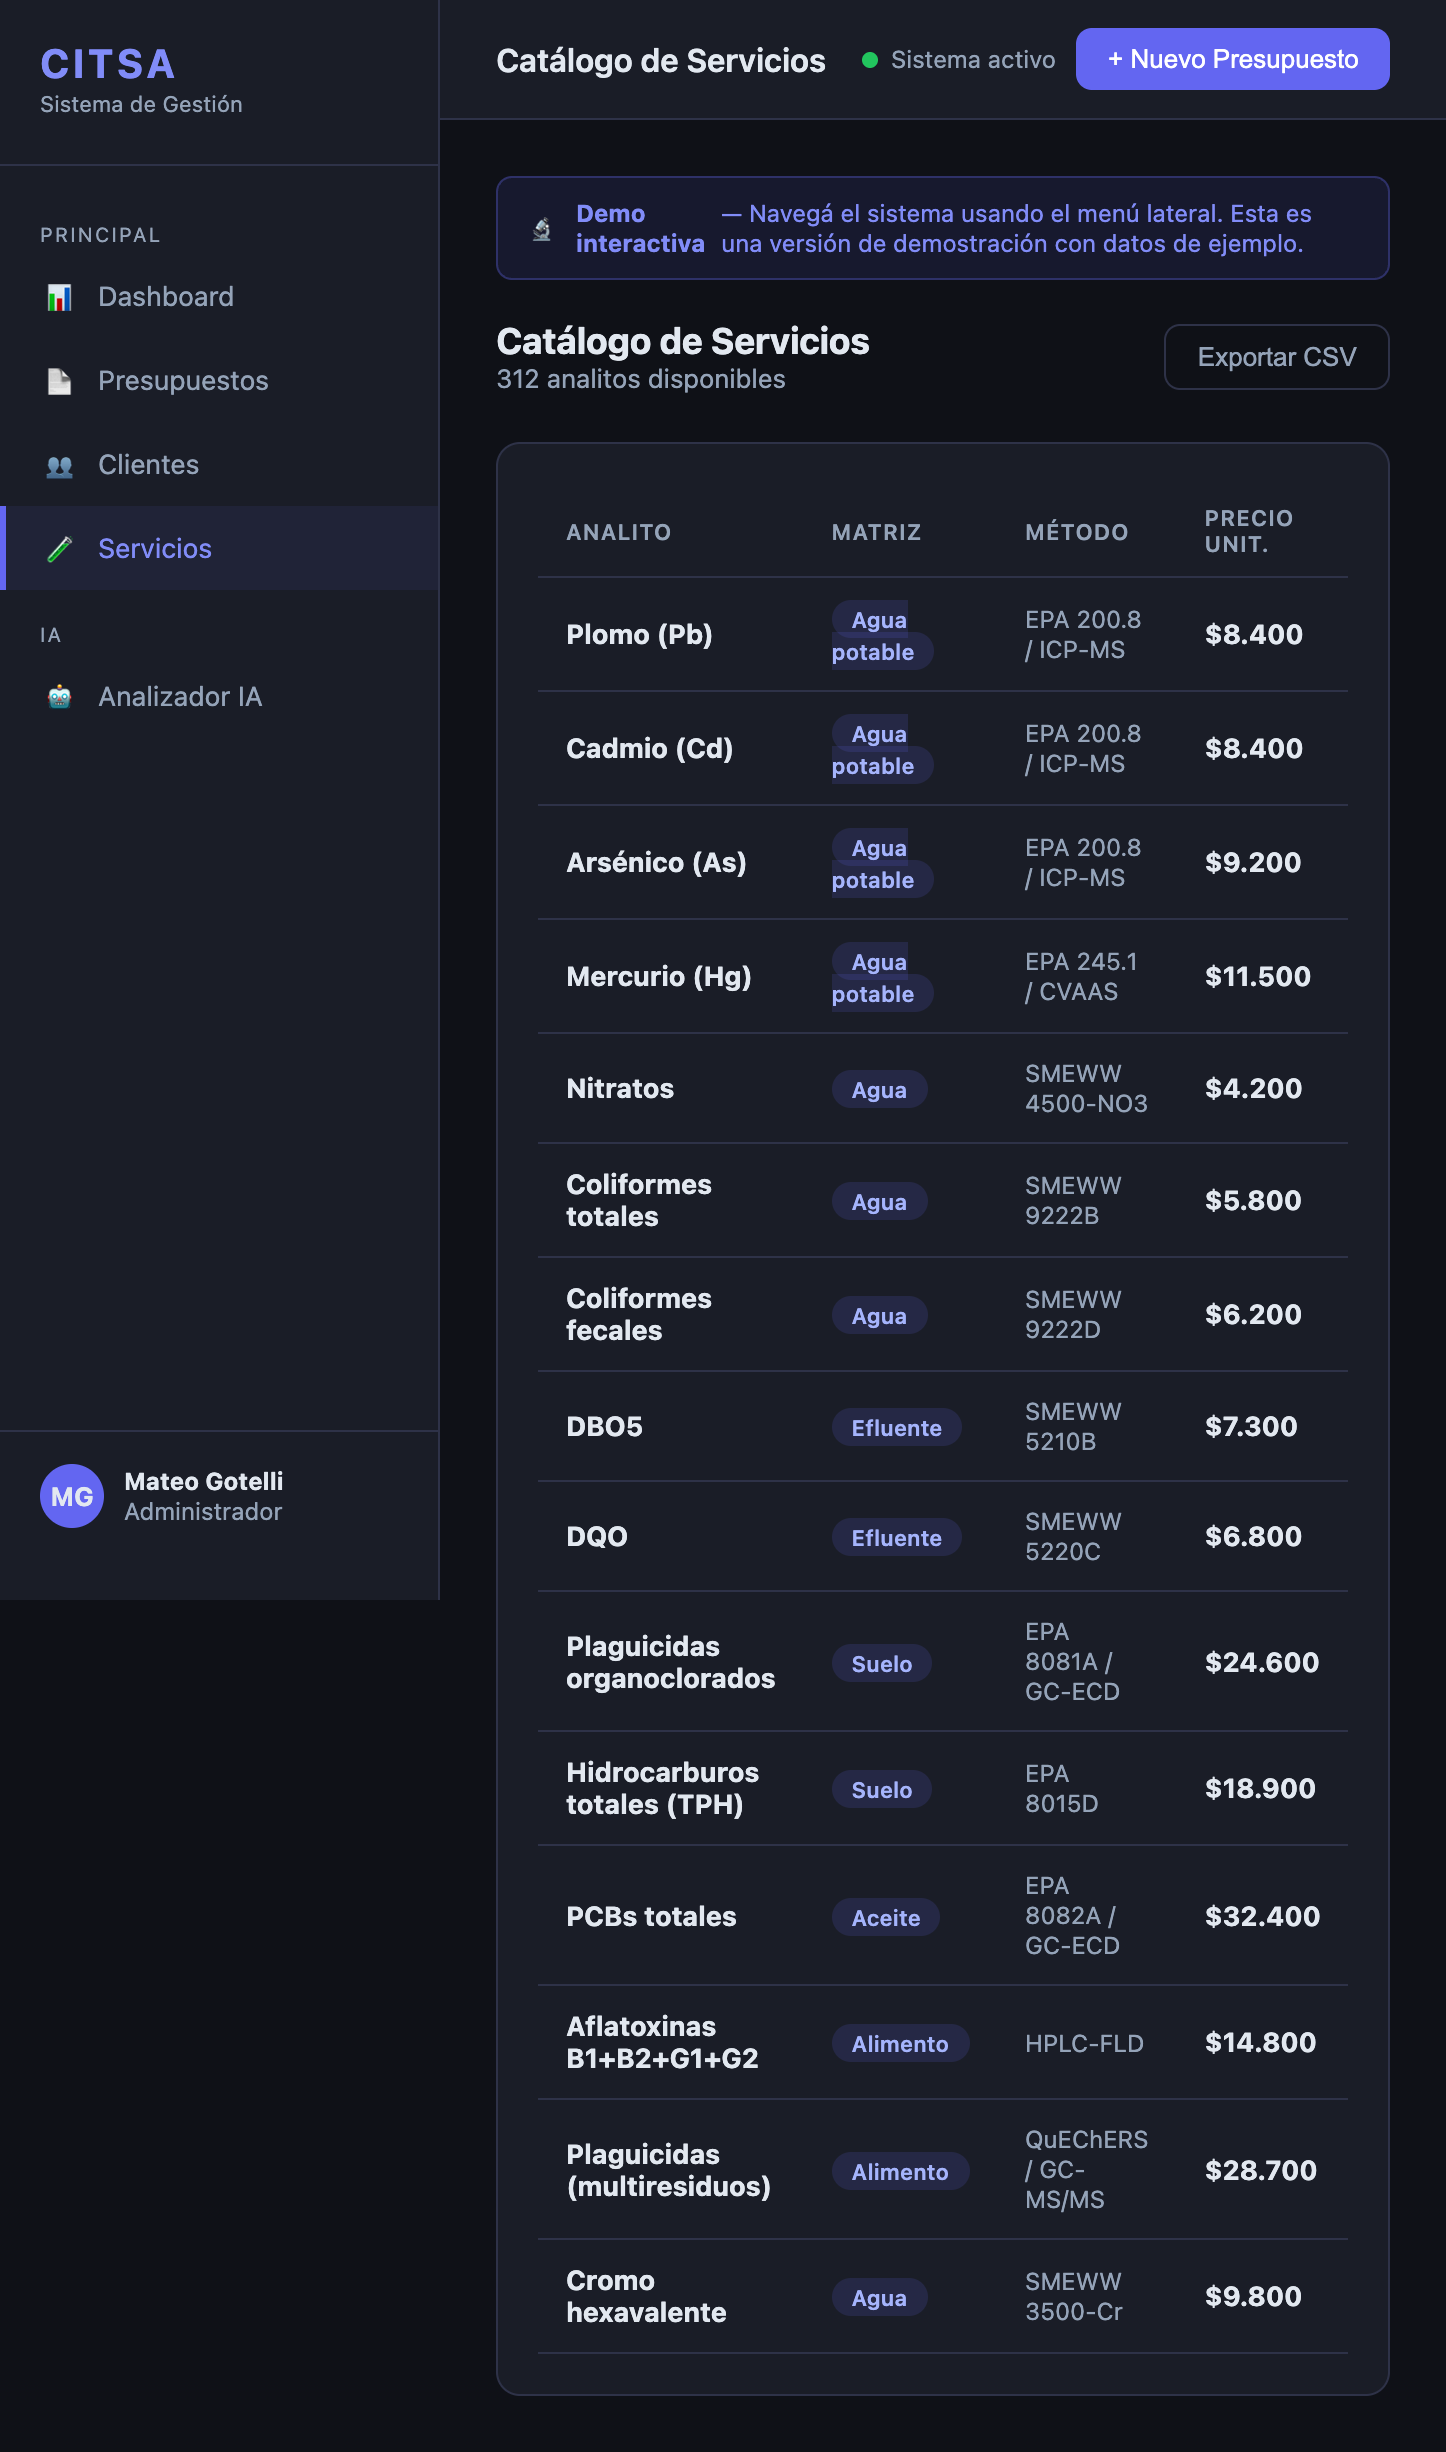 CITSA
Sistema de Gestión
PRINCIPAL
Dashboard
Presupuestos
Clientes
Servicios
IA
Analizador IA
MG
Mateo Gotelli
Administrador
Catálogo de Servicios
Sistema activo
+ Nuevo Presupuesto
Demo
interactiva
— Navegá el sistema usando el menú lateral. Esta es
una versión de demostración con datos de ejemplo.
Catálogo de Servicios
312 analitos disponibles
Exportar CSV
ANALITO
MATRIZ
MÉTODO
PRECIO
UNIT.
Plomo (Pb)
Agua
potable
EPA 200.8
/ ICP-MS
$8.400
Cadmio (Cd)
Agua
potable
EPA 200.8
/ ICP-MS
$8.400
Arsénico (As)
Agua
potable
EPA 200.8
/ ICP-MS
$9.200
Mercurio (Hg)
Agua
potable
EPA 245.1
/ CVAAS
$11.500
Nitratos
Agua
SMEWW
4500-NO3
$4.200
Coliformes
totales
Agua
SMEWW
9222B
$5.800
Coliformes
fecales
Agua
SMEWW
9222D
$6.200
DBO5
Efluente
SMEWW
5210B
$7.300
DQO
Efluente
SMEWW
5220C
$6.800
Plaguicidas
organoclorados
Suelo
EPA
8081A /
GC-ECD
$24.600
Hidrocarburos
totales (TPH)
Suelo
EPA
8015D
$18.900
PCBs totales
Aceite
EPA
8082A /
GC-ECD
$32.400
Aflatoxinas
B1+B2+G1+G2
Alimento
HPLC-FLD
$14.800
Plaguicidas
(multiresiduos)
Alimento
QuEChERS
/ GC-
MS/MS
$28.700
Cromo
hexavalente
Agua
SMEWW
3500-Cr
$9.800